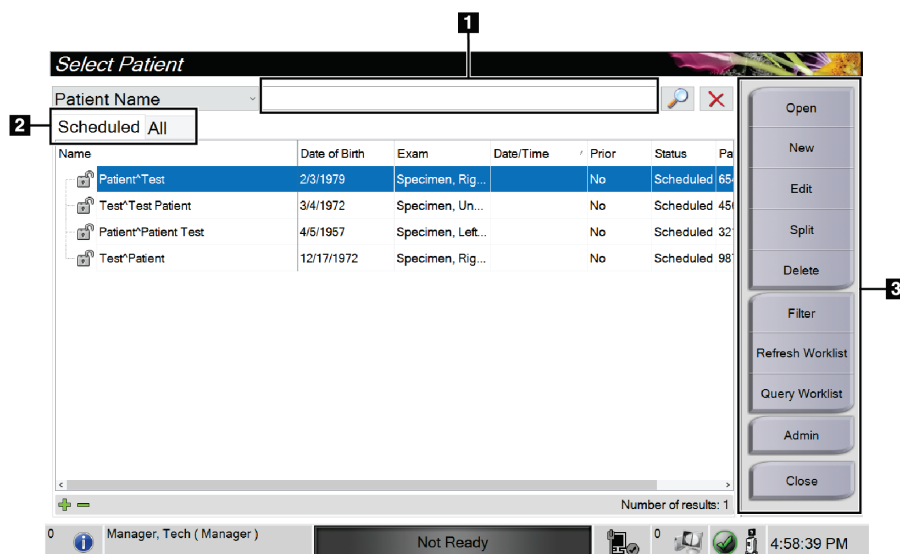 1
Select Patient
Patient Name
2
Scheduled All
Name Date of Birth Exam Date/Time Prior Status Pa
Patient^Test 2/3/1979 Specimen, Rig... No Scheduled 654
Test^Test Patient 3/4/1972 Specimen, Un... No Scheduled 456
Patient^Patient Test 4/5/1957 Specimen, Left... No Scheduled 321
Test^Patient 12/17/1972 Specimen, Rig... No Scheduled 987
Number of results: 1
Open
New
Edit
Split
Delete
3
Filter
Refresh Worklist
Query Worklist
Admin
Close
0 Manager, Tech ( Manager ) Not Ready 0 4:58:39 PM